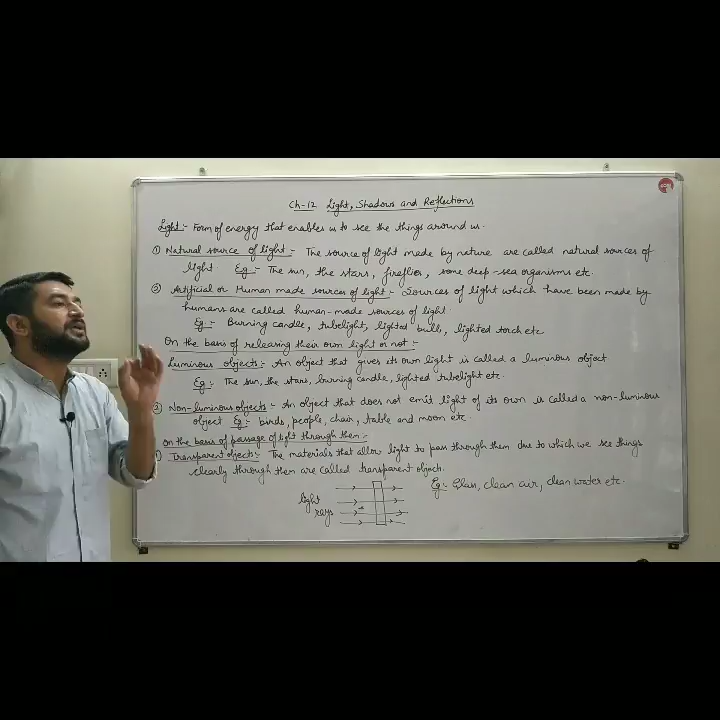 Ch-12 Light, Shadows and Reflections
Light:- Form of energy that enables us to see the things around us.
① Natural source of light:- The source of light made by nature are called natural sources of
light Eg:- The sun, the stars, fireflies, some deep-sea organisms etc.
② Artificial or Human made sources of light:- Sources of light which have been made by
humans are called human-made sources of light.
Eg:- Burning candle, tubelight, lighted bulb, lighted torch etc
On the basis of releasing their own light or not:-
Luminous objects:- An object that gives its own light is called a luminous object
Eg:- The sun, the stars, burning candle, lighted tubelight etc.
② Non-luminous objects:- An object that does not emit light of its own is called a non-luminous
object Eg:- birds, people, chair, table and moon etc.
On the basis of passage of light through them:-
① Transparent objects:- The materials that allow light to pass through them due to which we see things
clearly through them are called transparent objects.
Eg:- Glass, clean air, clean water etc.
light
rays